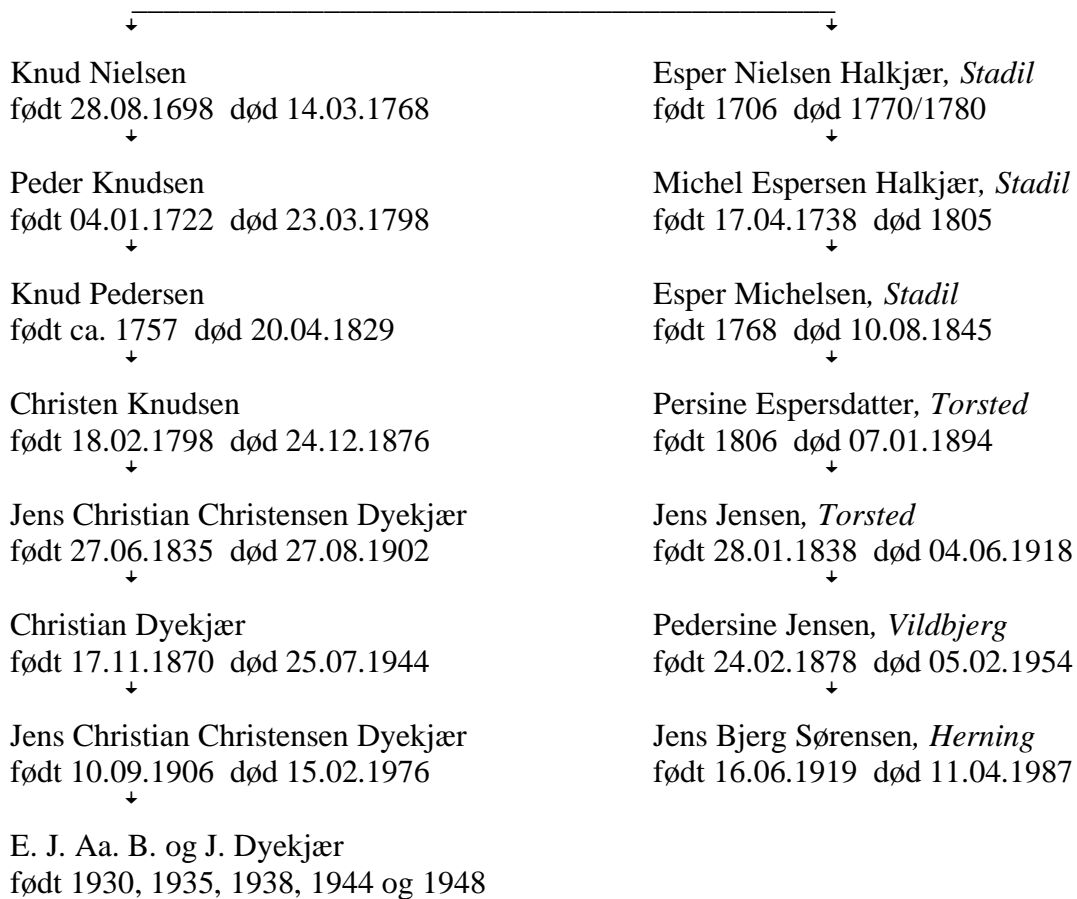 Knud Nielsen
født 28.08.1698 død 14.03.1768
Peder Knudsen
født 04.01.1722 død 23.03.1798
Knud Pedersen
født ca. 1757 død 20.04.1829
Christen Knudsen
født 18.02.1798 død 24.12.1876
Jens Christian Christensen Dyekjær
født 27.06.1835 død 27.08.1902
Christian Dyekjær
født 17.11.1870 død 25.07.1944
Jens Christian Christensen Dyekjær
født 10.09.1906 død 15.02.1976
E. J. Aa. B. og J. Dyekjær
født 1930, 1935, 1938, 1944 og 1948
Esper Nielsen Halkjær, Stadil
født 1706 død 1770/1780
Michel Espersen Halkjær, Stadil
født 17.04.1738 død 1805
Esper Michelsen, Stadil
født 1768 død 10.08.1845
Persine Espersdatter, Torsted
født 1806 død 07.01.1894
Jens Jensen, Torsted
født 28.01.1838 død 04.06.1918
Pedersine Jensen, Vildbjerg
født 24.02.1878 død 05.02.1954
Jens Bjerg Sørensen, Herning
født 16.06.1919 død 11.04.1987